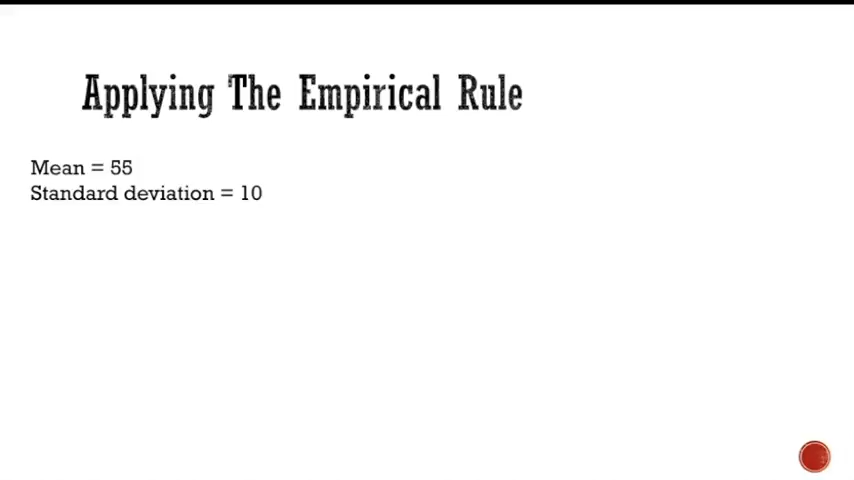 Applying The Empirical Rule
Mean = 55
Standard deviation = 10